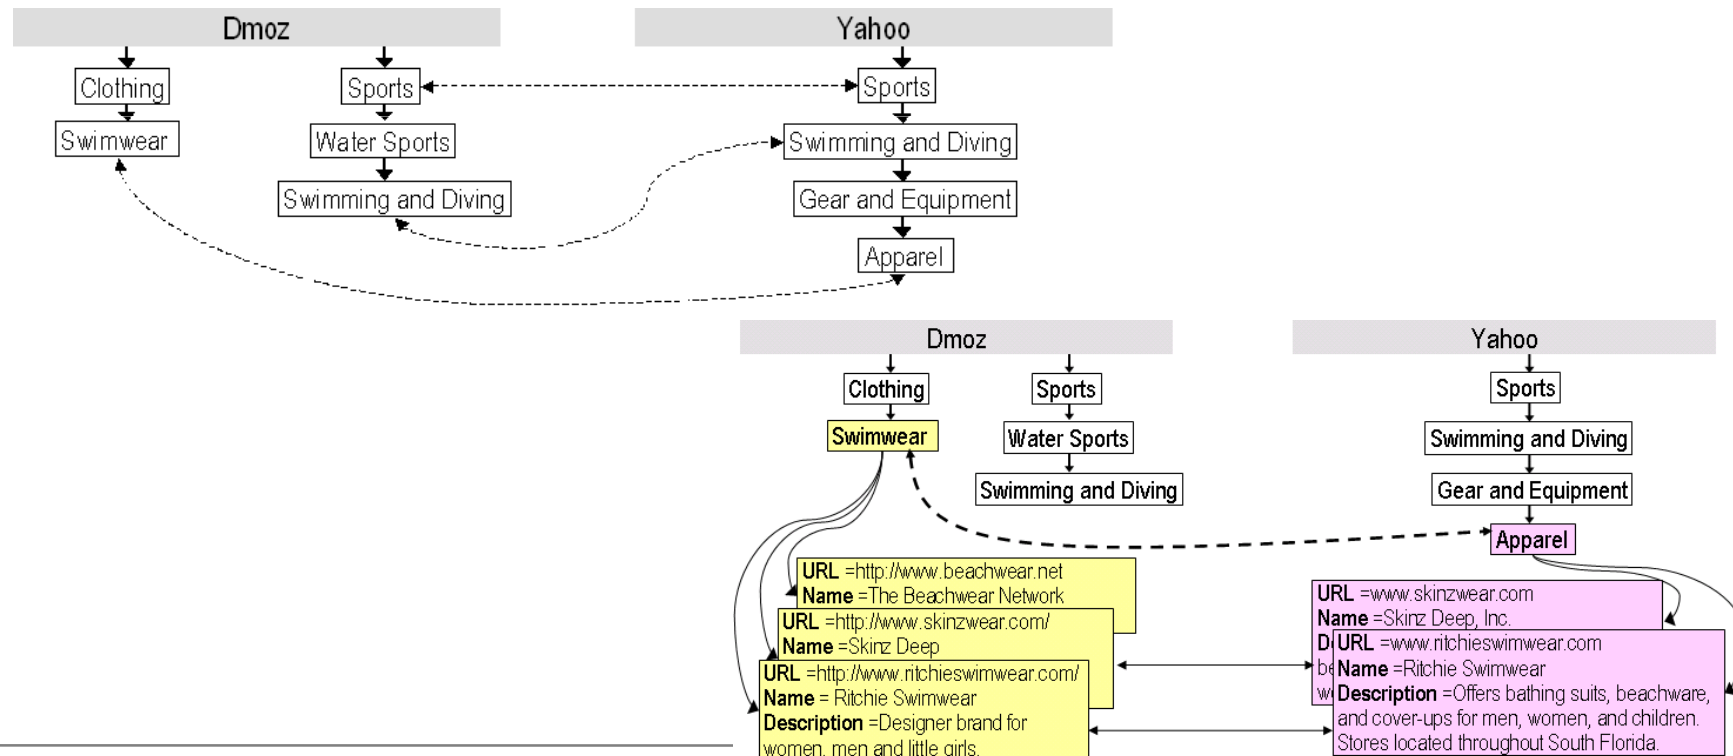 Dmoz
Yahoo
Clothing
Sports
Sports
Swimwear
Water Sports
Swimming and Diving
Swimming and Diving
Gear and Equipment
Apparel
Dmoz
Yahoo
Clothing
Sports
Sports
Swimwear
Water Sports
Swimming and Diving
Swimming and Diving
Gear and Equipment
Apparel
URL =http://www.beachwear.net
Name =The Beachwear Network
URL =http://www.skinzwear.com/
Name =Skinz Deep
URL =http://www.ritchieswimwear.com/
Name = Ritchie Swimwear
Description =Designer brand for
women, men and little girls.
URL =www.skinzwear.com
Name =Skinz Deep, Inc.
URL =www.ritchieswimwear.com
Name =Ritchie Swimwear
Description =Offers bathing suits, beachware,
and cover-ups for men, women, and children.
Stores located throughout South Florida.